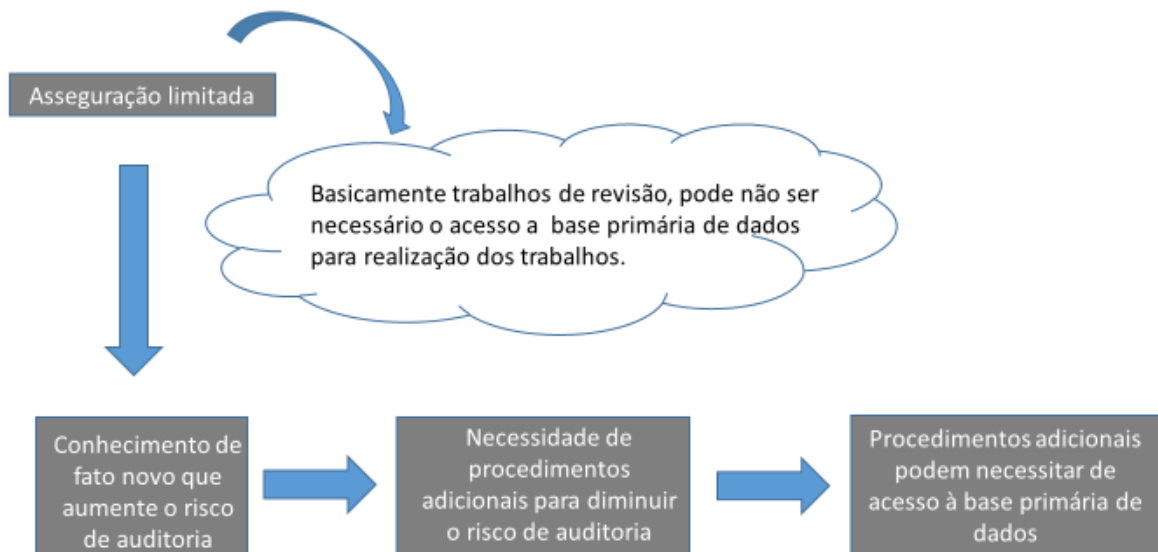 Asseguração limitada
Basicamente trabalhos de revisão, pode não ser
necessário o acesso a base primária de dados
para realização dos trabalhos.
Conhecimento de
fato novo que
aumente o risco
de auditoria
Necessidade de
procedimentos
adicionais para diminuir
o risco de auditoria
Procedimentos adicionais
podem necessitar de
acesso à base primária de
dados